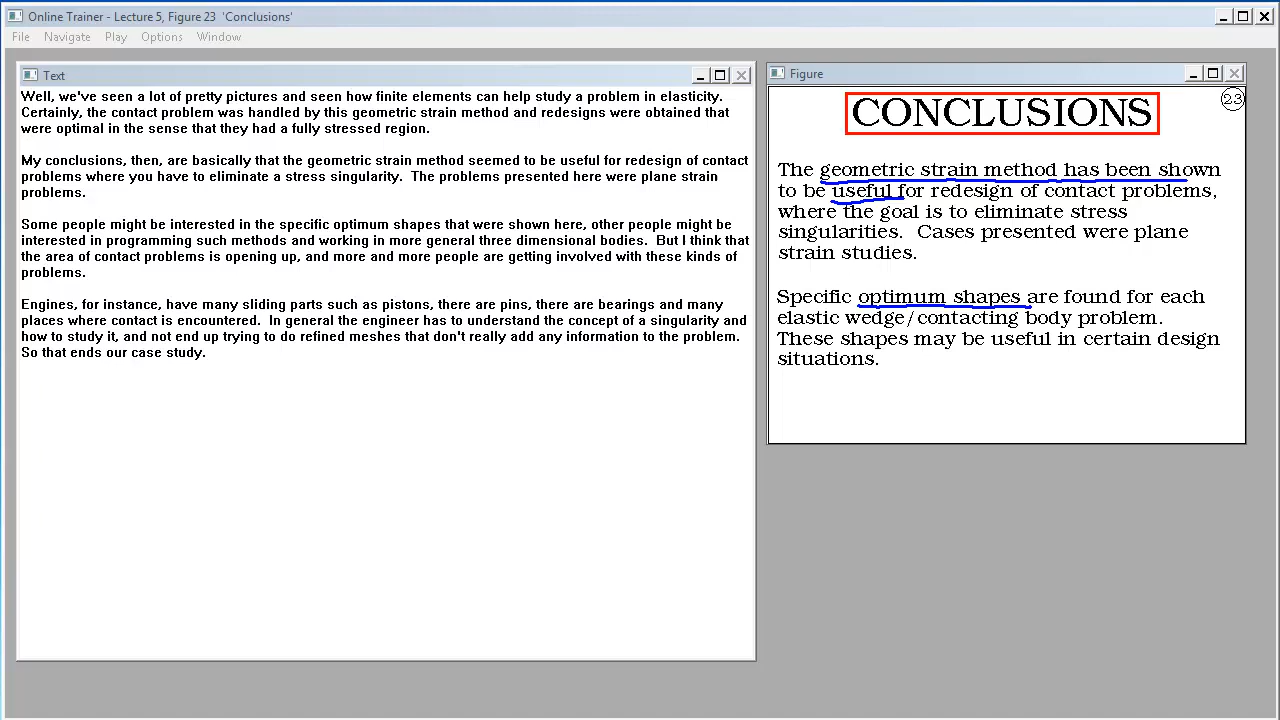 Online Trainer - Lecture 5, Figure 23 'Conclusions'
File Navigate Play Options Window
Text
Well, we've seen a lot of pretty pictures and seen how finite elements can help study a problem in elasticity.
Certainly, the contact problem was handled by this geometric strain method and redesigns were obtained that
were optimal in the sense that they had a fully stressed region.
My conclusions, then, are basically that the geometric strain method seemed to be useful for redesign of contact
problems where you have to eliminate a stress singularity. The problems presented here were plane strain
problems.
Some people might be interested in the specific optimum shapes that were shown here, other people might be
interested in programming such methods and working in more general three dimensional bodies. But I think that
the area of contact problems is opening up, and more and more people are getting involved with these kinds of
problems.
Engines, for instance, have many sliding parts such as pistons, there are pins, there are bearings and many
places where contact is encountered. In general the engineer has to understand the concept of a singularity and
how to study it, and not end up trying to do refined meshes that don't really add any information to the problem.
So that ends our case study.
Figure
23
CONCLUSIONS
The geometric strain method has been shown
to be useful for redesign of contact problems,
where the goal is to eliminate stress
singularities. Cases presented were plane
strain studies.
Specific optimum shapes are found for each
elastic wedge/contacting body problem.
These shapes may be useful in certain design
situations.